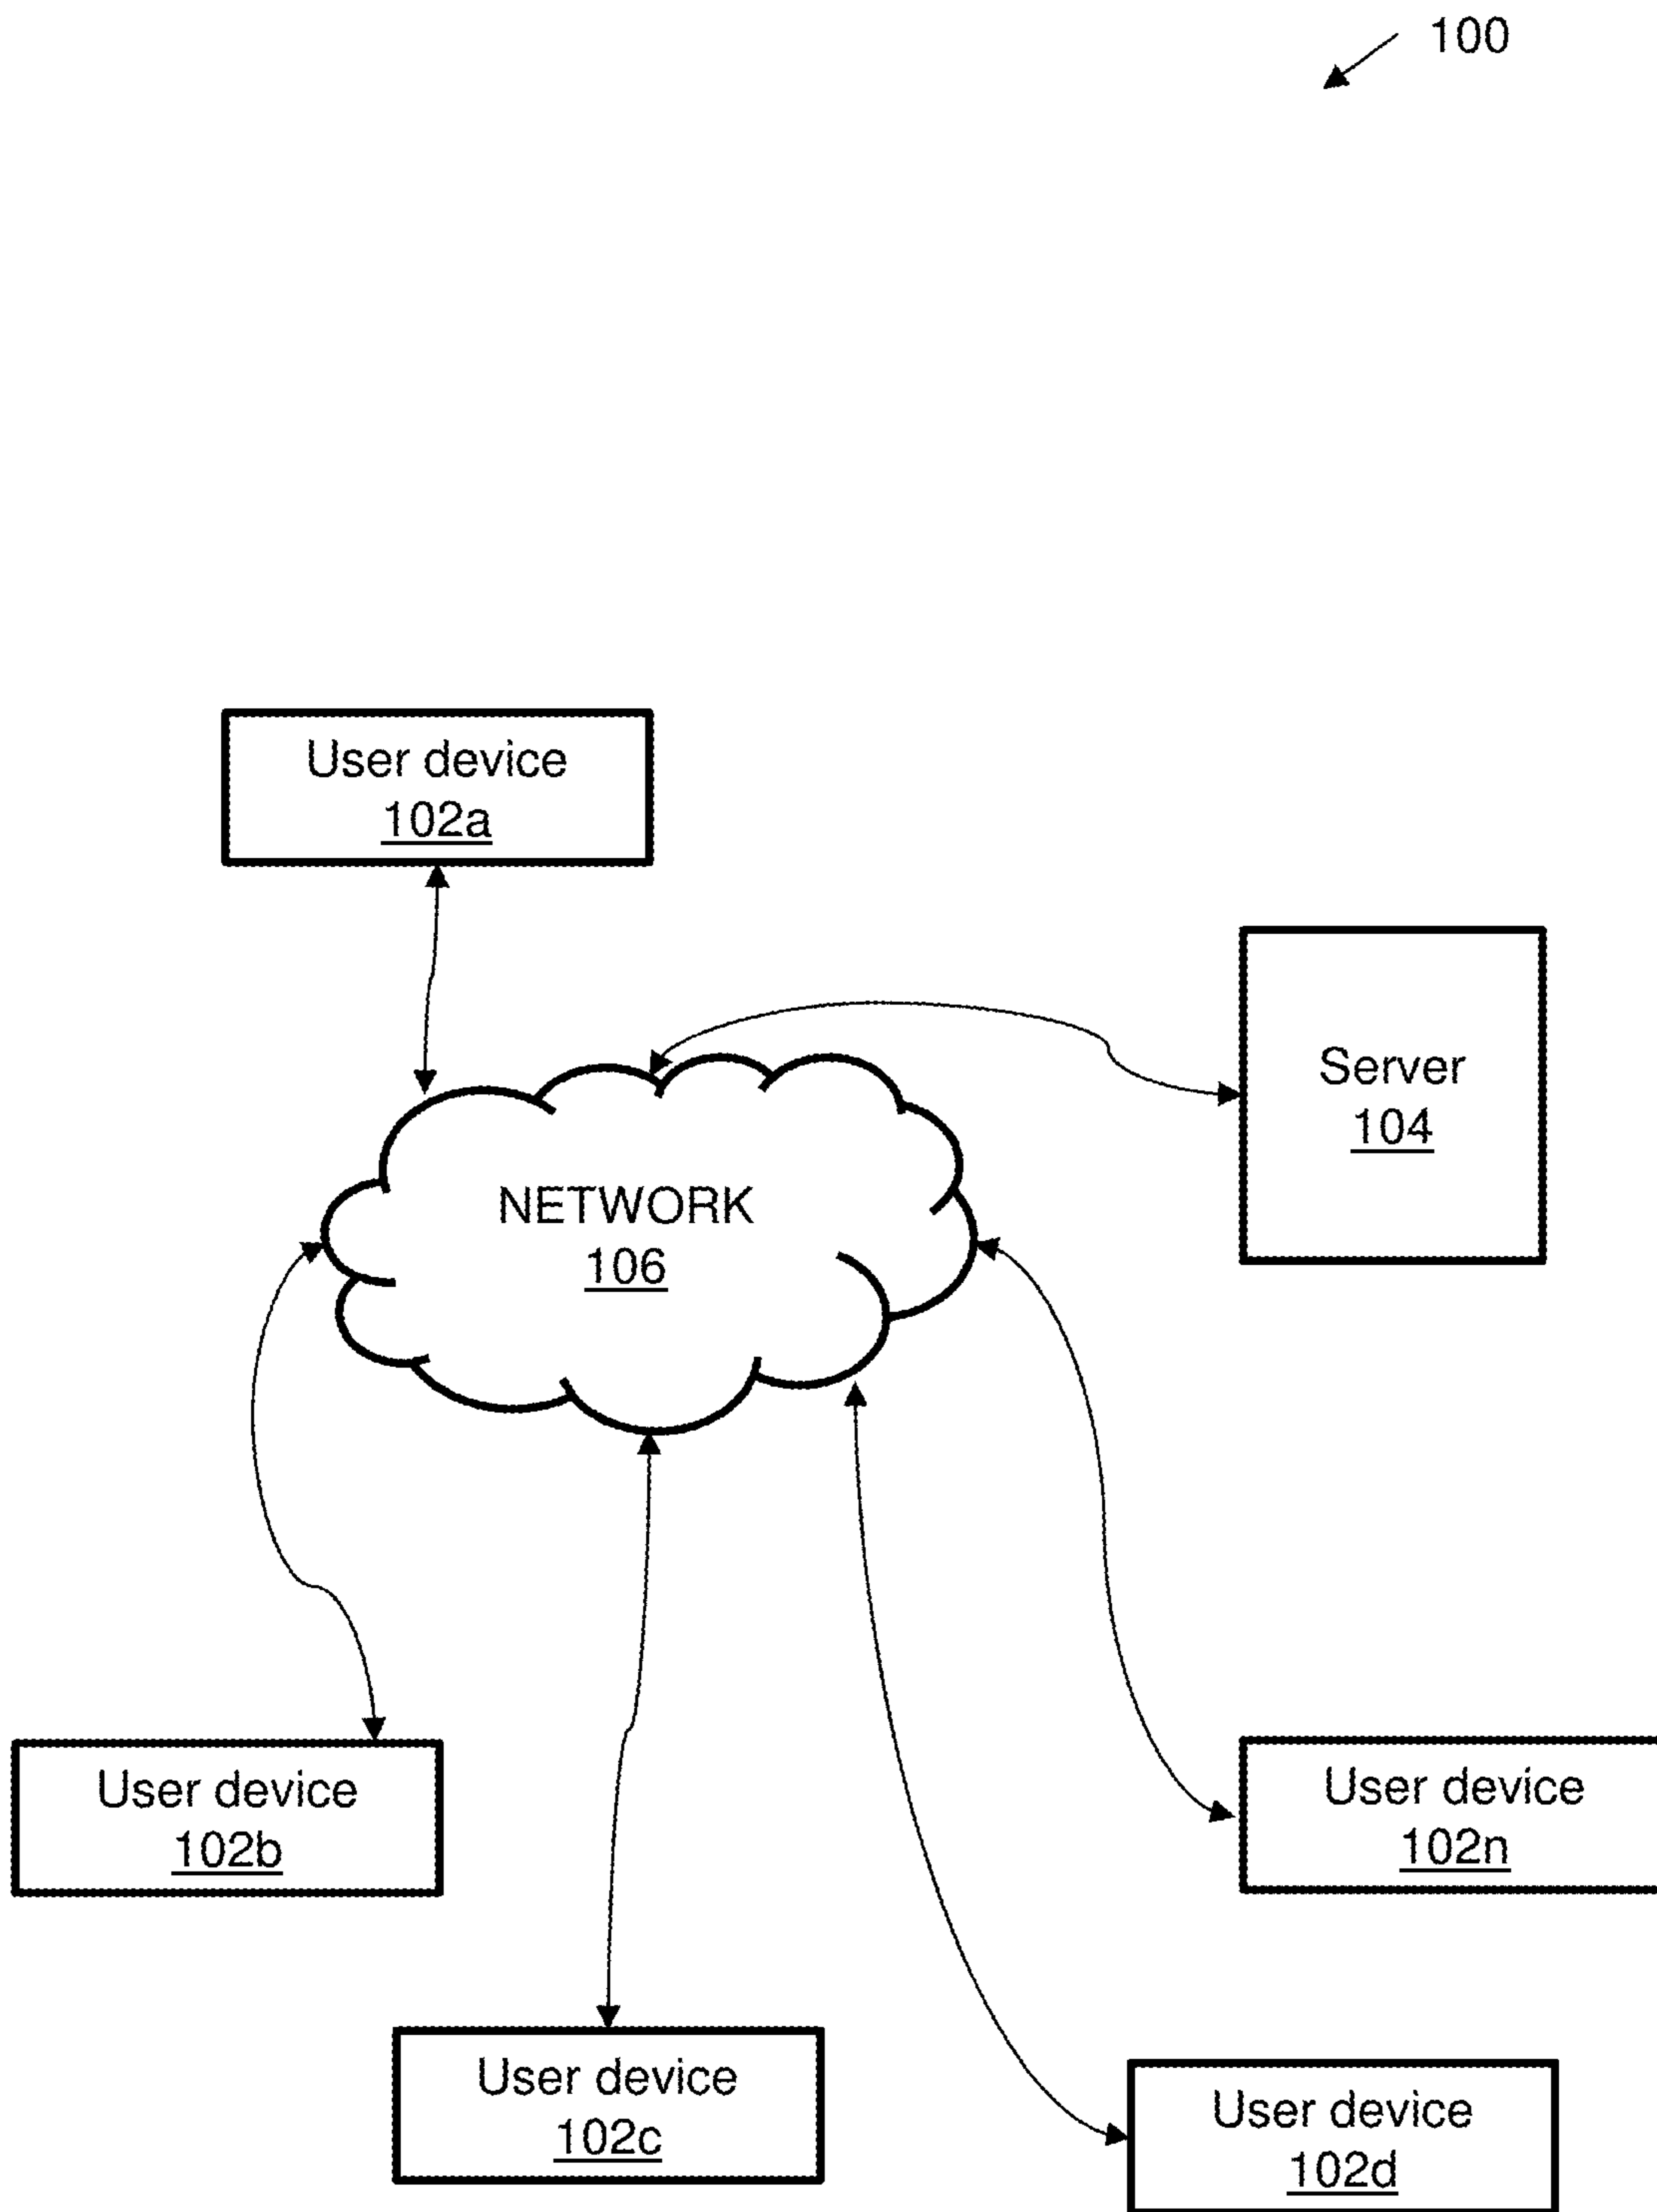 100
User device
102a
Server
104
NETWORK
106
User device
102b
User device
102n
User device
102c
User device
102d